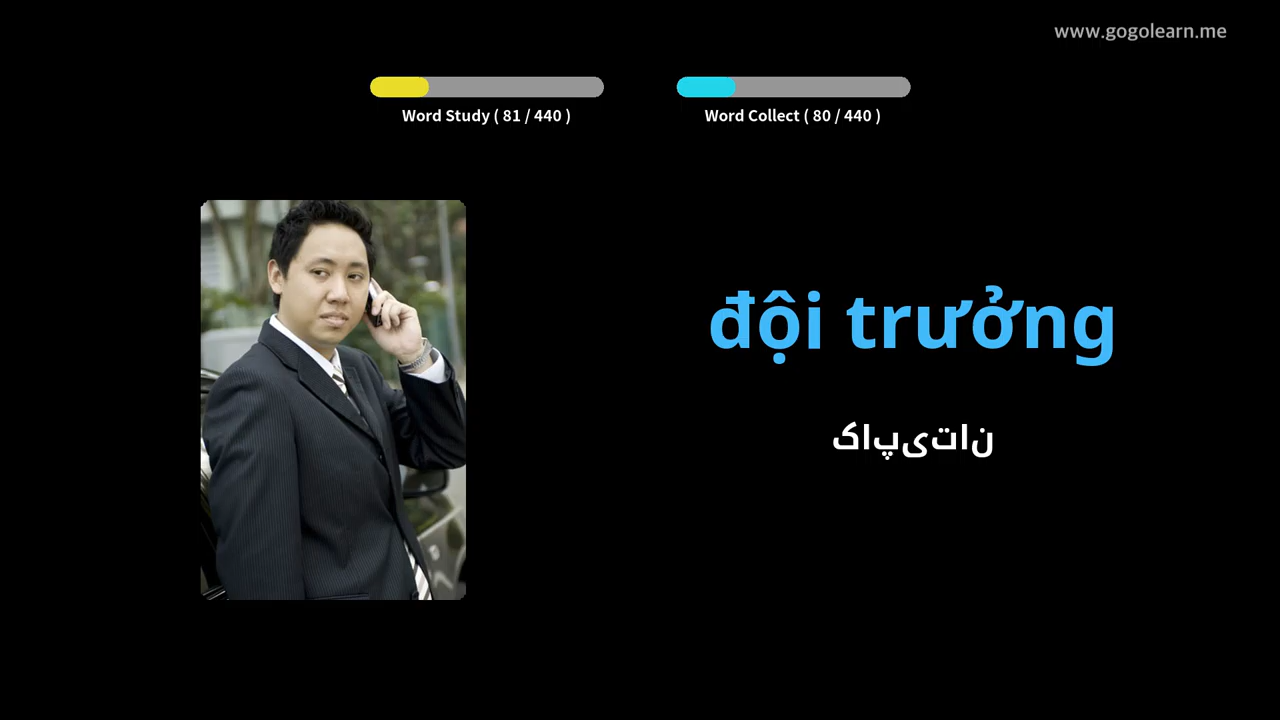 www.gogolearn.me
Word Study ( 81 / 440 )
Word Collect ( 80 / 440 )
đội trưởng
کاپیتان